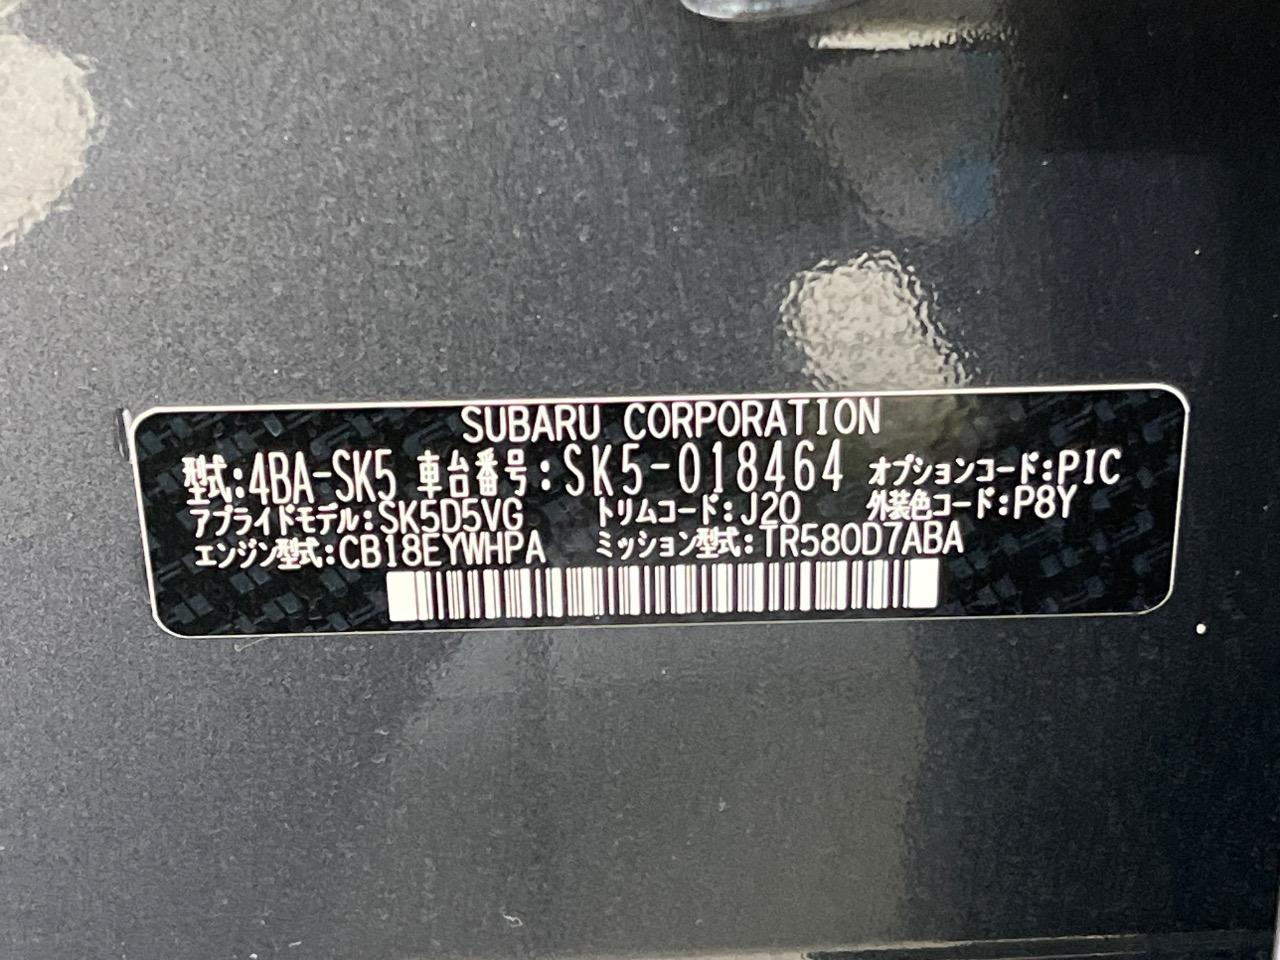 SUBARU CORPORATION
型式:4BA-SK5 車台番号:SK5-018464 オプションコード:PIC
アプライドモデル:SK5D5VG トリムコード:J20 外装色コード:P8Y
エンジン型式:CB18EYWHPA ミッション型式:TR580D7ABA